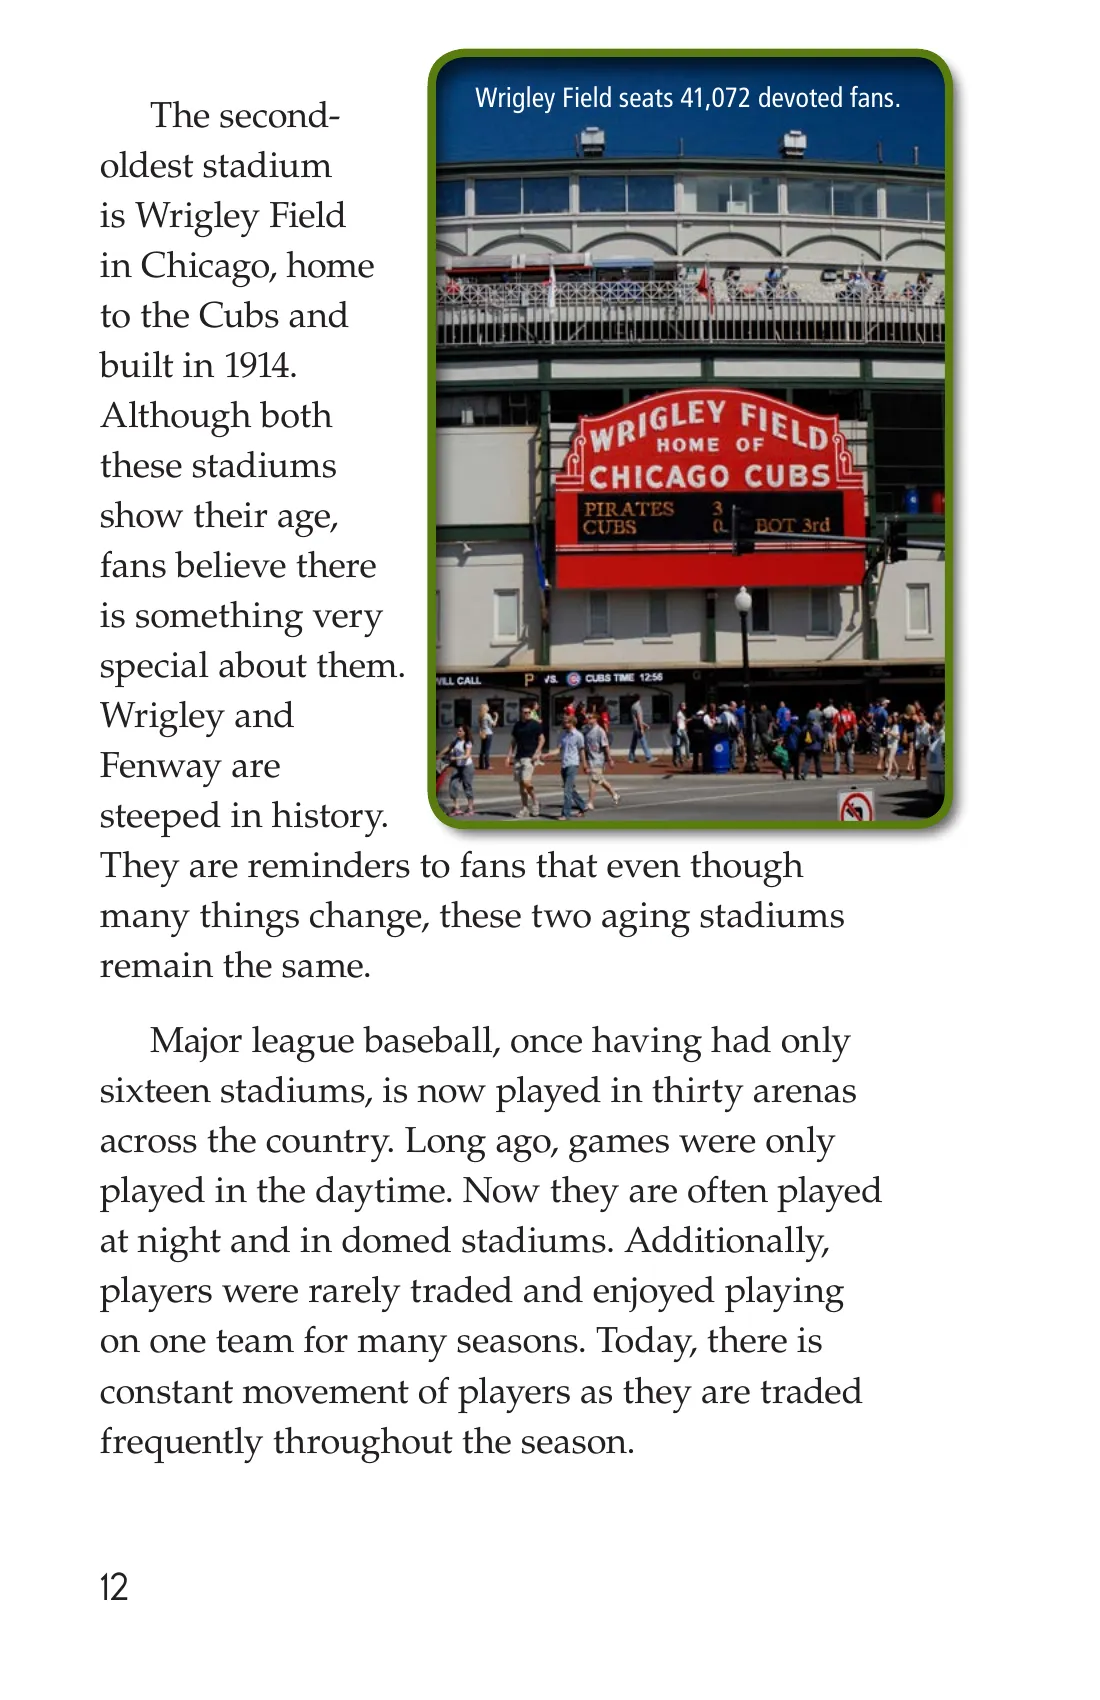 Wrigley Field seats 41,072 devoted fans.
The second-
oldest stadium
is Wrigley Field
in Chicago, home
to the Cubs and
built in 1914.
Although both
these stadiums
show their age,
fans believe there
is something very
special about them.
Wrigley and
Fenway are
steeped in history.
They are reminders to fans that even though
many things change, these two aging stadiums
remain the same.
WRIGLEY FIELD
HOME OF
CHICAGO CUBS
PIRATES 3
CUBS 0 BOT 3rd
WILL CALL P VS. CUBS TIME 12:56
Major league baseball, once having had only
sixteen stadiums, is now played in thirty arenas
across the country. Long ago, games were only
played in the daytime. Now they are often played
at night and in domed stadiums. Additionally,
players were rarely traded and enjoyed playing
on one team for many seasons. Today, there is
constant movement of players as they are traded
frequently throughout the season.
12